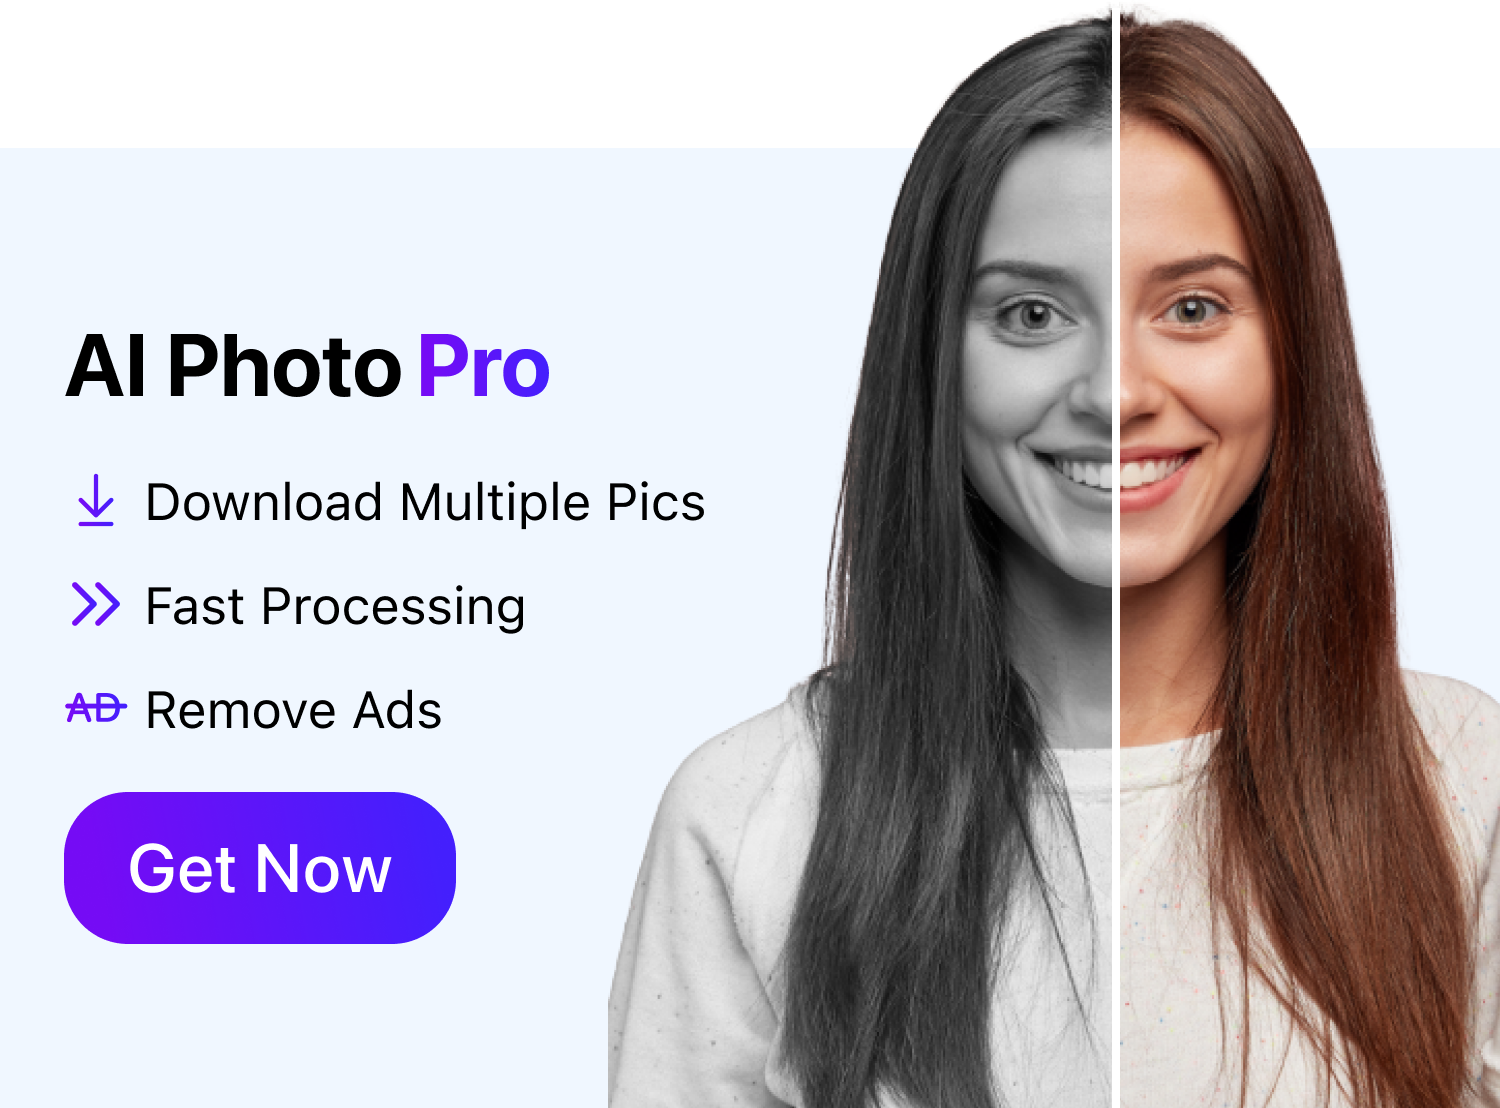 AI Photo Pro
Download Multiple Pics
Fast Processing
AD Remove Ads
Get Now